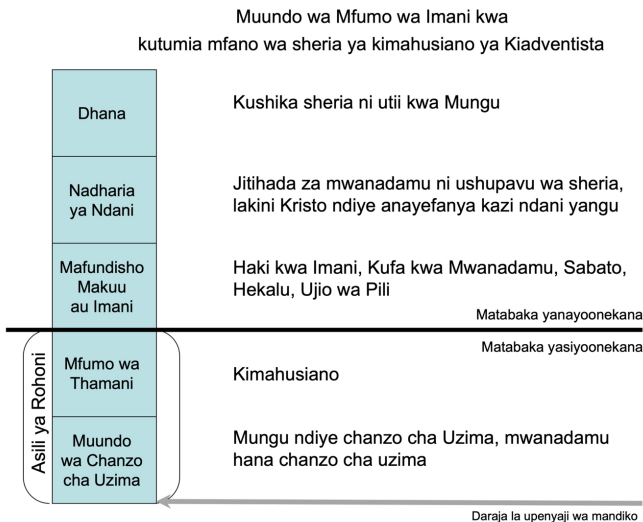 Muundo wa Mfumo wa Imani kwa
kutumia mfano wa sheria ya kimahusiano ya Kiadventista
Dhana
Kushika sheria ni utii kwa Mungu
Nadharia
ya Ndani
Jitihada za mwanadamu ni ushupavu wa sheria,
lakini Kristo ndiye anayefanya kazi ndani yangu
Mafundisho
Makuu
au Imani
Haki kwa Imani, Kufa kwa Mwanadamu, Sabato,
Hekalu, Ujio wa Pili
Matabaka yanayoonekana
Matabaka yasiyoonekana
Asili ya Rohoni
Mfumo wa
Thamani
Kimahusiano
Muundo
wa Chanzo
cha Uzima
Mungu ndiye chanzo cha Uzima, mwanadamu
hana chanzo cha uzima
Daraja la upenyaji wa mandiko